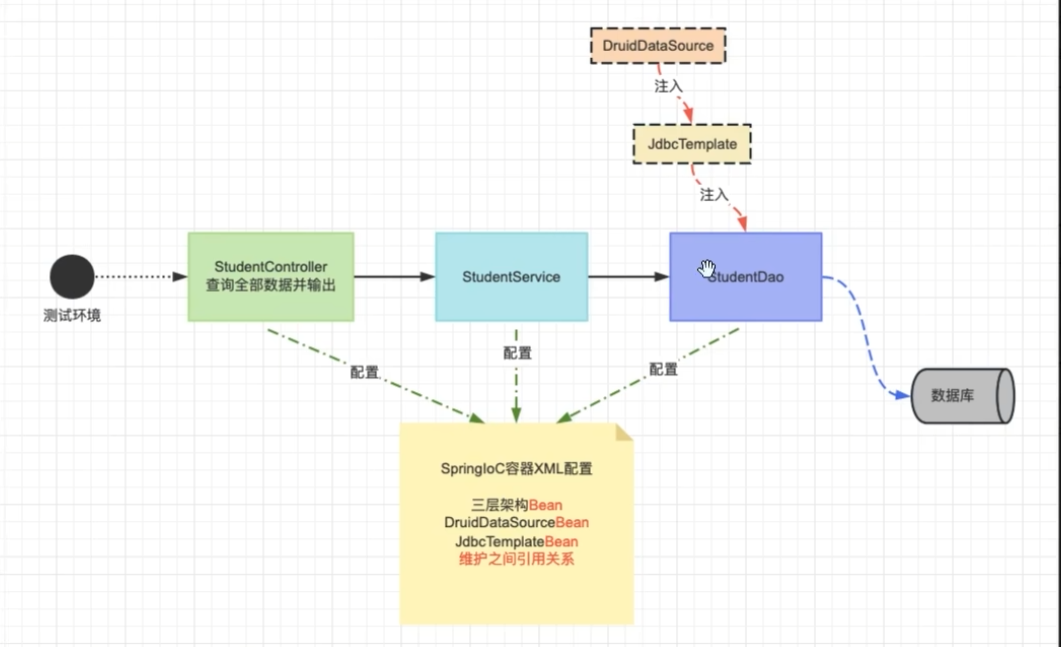 DruidDataSource
注入
JdbcTemplate
注入
StudentController
查询全部数据并输出
StudentService
StudentDao
测试环境
配置
配置
配置
数据库
SpringIoC容器XML配置
三层架构Bean
DruidDataSourceBean
JdbcTemplateBean
维护之间引用关系